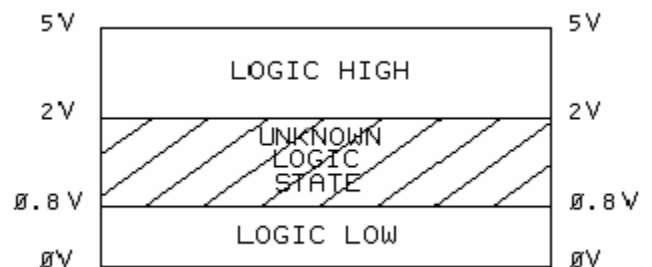 5V 5V
LOGIC HIGH
2V 2V
UNKNOWN
LOGIC
STATE
Ø.8V Ø.8V
LOGIC LOW
ØV ØV